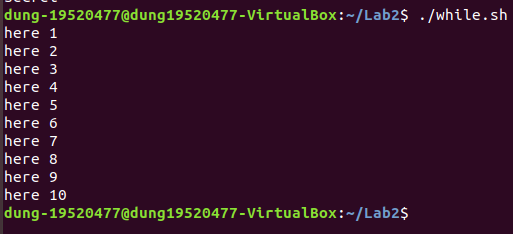 dung-19520477@dung19520477-VirtualBox:~/Lab2$ ./while.sh
here 1
here 2
here 3
here 4
here 5
here 6
here 7
here 8
here 9
here 10
dung-19520477@dung19520477-VirtualBox:~/Lab2$